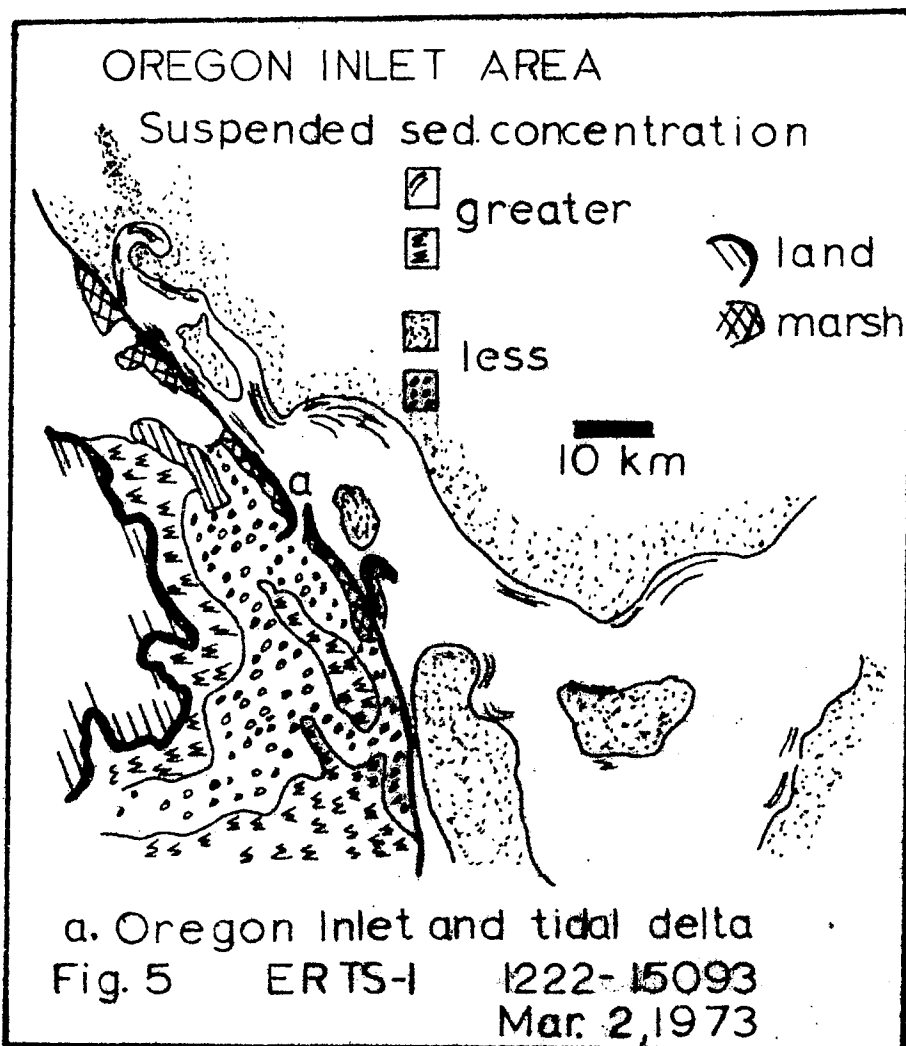 OREGON INLET AREA
Suspended sed. concentration
greater
less
land
marsh
10 km
a
a. Oregon Inlet and tidal delta
Fig. 5 ERTS-1 1222-15093
Mar. 2, 1973